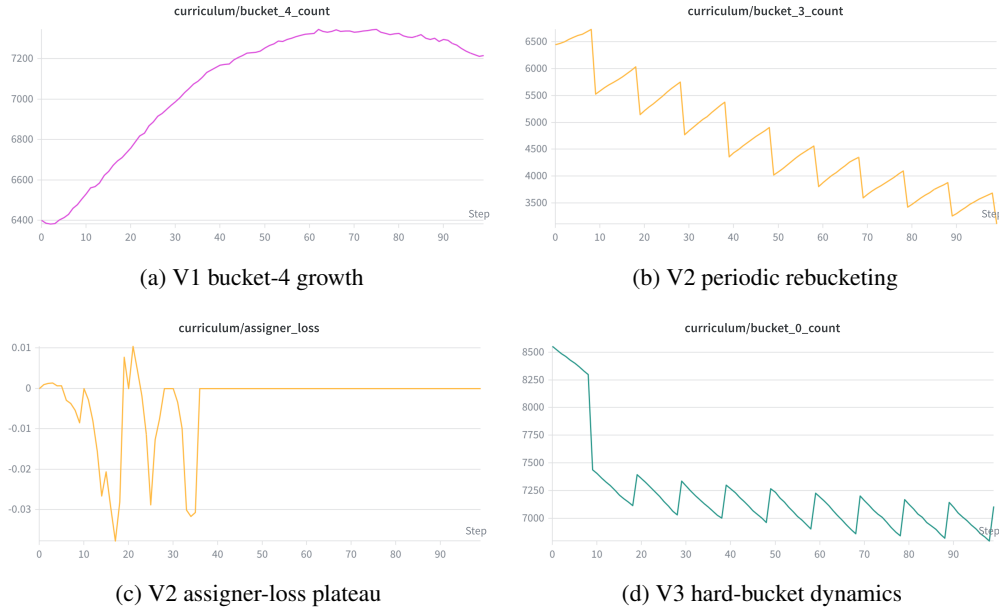 curriculum/bucket_4_count
7200
7000
6800
6600
6400
Step
0 10 20 30 40 50 60 70 80 90
(a) V1 bucket-4 growth
curriculum/bucket_3_count
6500
6000
5500
5000
4500
4000
3500
Step
0 10 20 30 40 50 60 70 80 90
(b) V2 periodic rebucketing
curriculum/assigner_loss
0.01
0
-0.01
-0.02
-0.03
Step
0 10 20 30 40 50 60 70 80 90
(c) V2 assigner-loss plateau
curriculum/bucket_0_count
8500
8250
8000
7750
7500
7250
7000
Step
0 10 20 30 40 50 60 70 80 90
(d) V3 hard-bucket dynamics